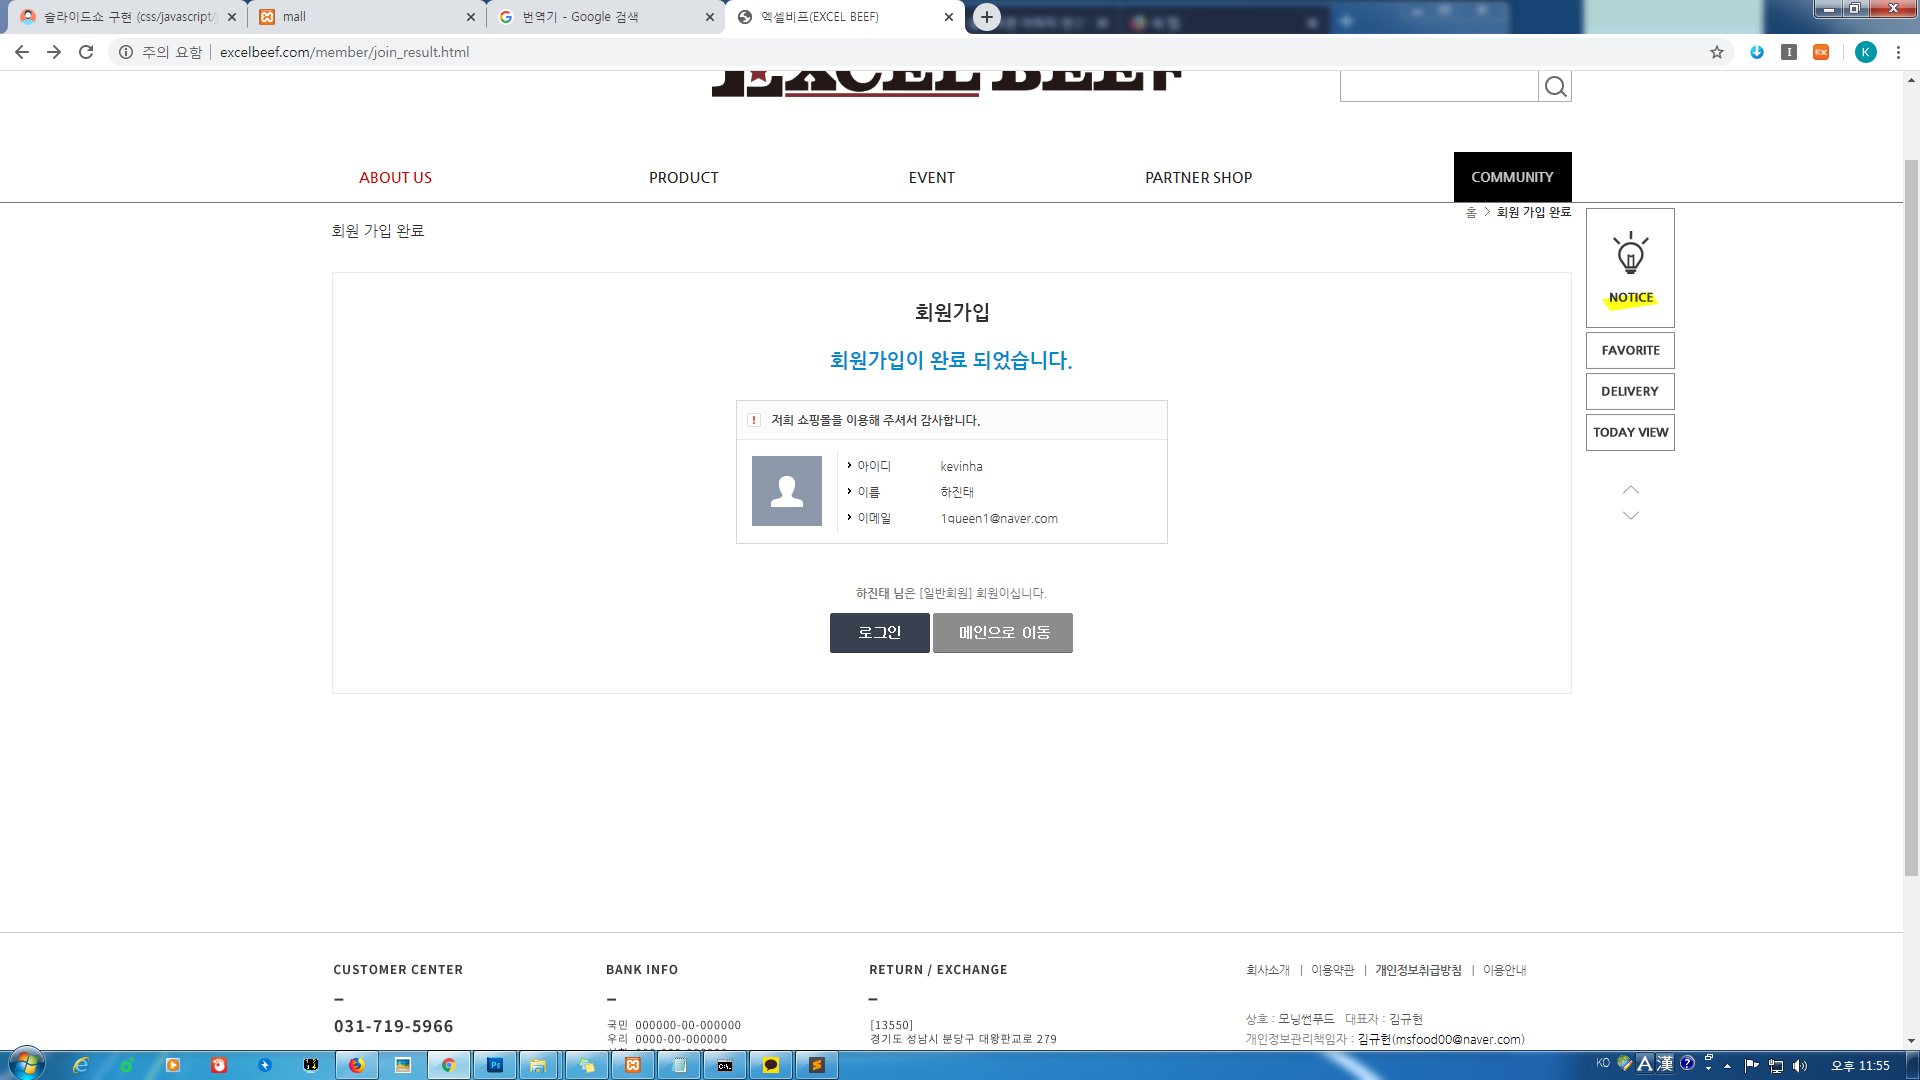 슬라이드쇼 구현 (css/javascript/
mall
번역기 - Google 검색
엑셀비프(EXCEL BEEF)
주의 요함
excelbeef.com/member/join_result.html
K
EXCEL BEEF
ABOUT US
PRODUCT
EVENT
PARTNER SHOP
COMMUNITY
홈 > 회원 가입 완료
회원 가입 완료
NOTICE
FAVORITE
DELIVERY
TODAY VIEW
회원가입
회원가입이 완료 되었습니다.
저희 쇼핑몰을 이용해 주셔서 감사합니다.
아이디 kevinha
이름 하진태
이메일 1queen1@naver.com
하진태 님은 [일반회원] 회원이십니다.
로그인
메인으로 이동
CUSTOMER CENTER
031-719-5966
BANK INFO
국민 000000-00-000000
우리 0000-00-000000
RETURN / EXCHANGE
[13550]
경기도 성남시 분당구 대왕판교로 279
회사소개 | 이용약관 | 개인정보취급방침 | 이용안내
상호 : 모닝썬푸드 대표자 : 김규헌
개인정보관리책임자 : 김규헌(msfood00@naver.com)
KO
A
漢
오후 11:55